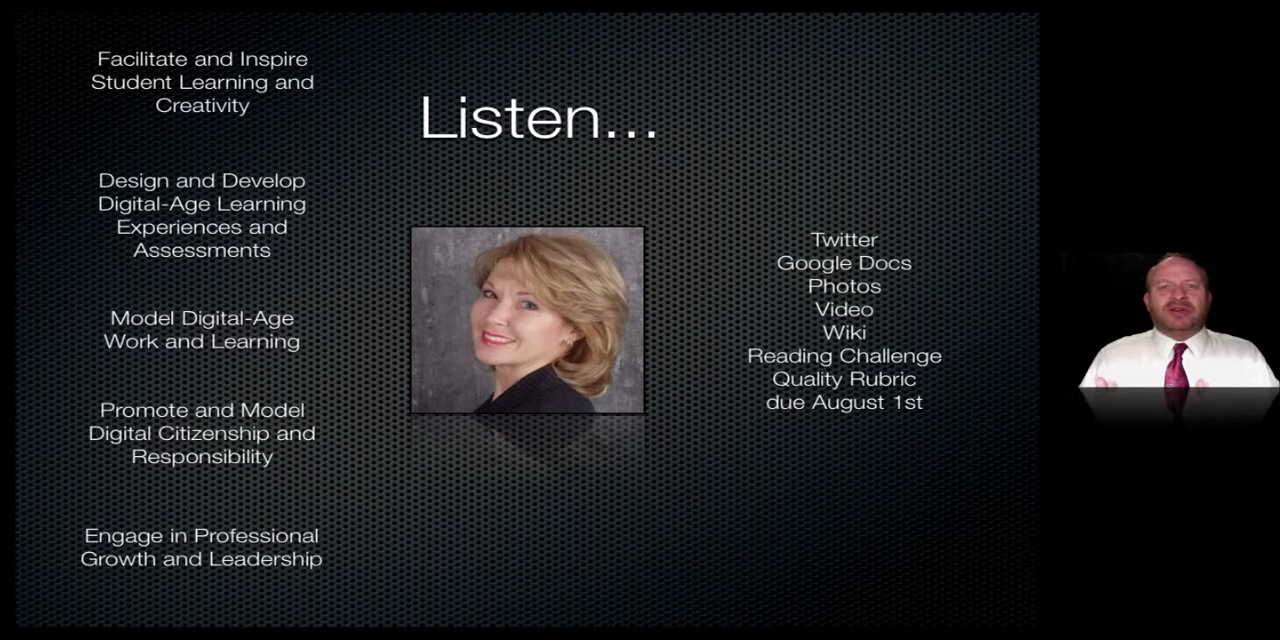 Facilitate and Inspire
Student Learning and
Creativity
Design and Develop
Digital-Age Learning
Experiences and
Assessments
Model Digital-Age
Work and Learning
Promote and Model
Digital Citizenship and
Responsibility
Engage in Professional
Growth and Leadership
Listen...
Twitter
Google Docs
Photos
Video
Wiki
Reading Challenge
Quality Rubric
due August 1st